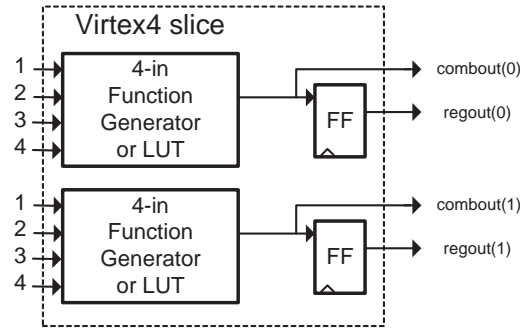 Virtex4 slice
1
2
3
4
4-in
Function
Generator
or LUT
FF
combout(0)
regout(0)
1
2
3
4
4-in
Function
Generator
or LUT
FF
combout(1)
regout(1)